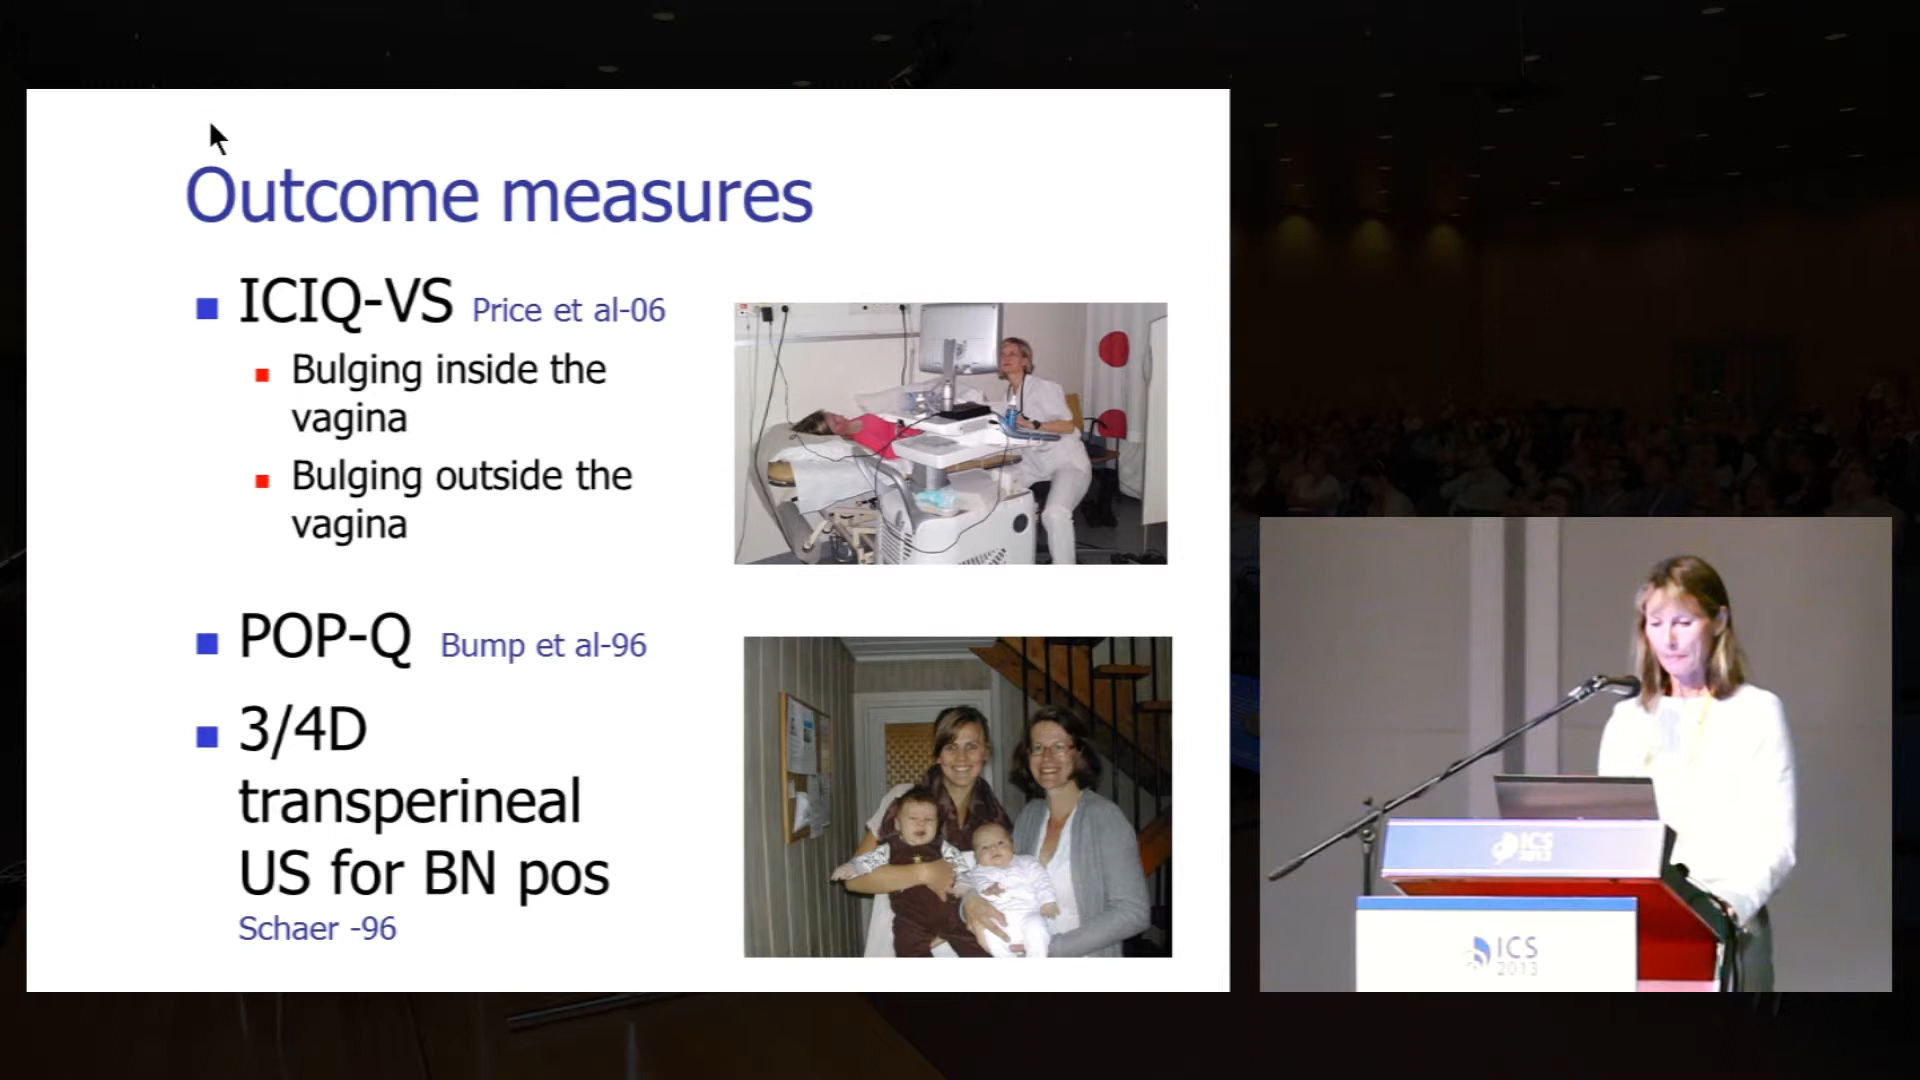 Outcome measures
ICIQ-VS Price et al-06
Bulging inside the
vagina
Bulging outside the
vagina
POP-Q Bump et al-96
3/4D
transperineal
US for BN pos
Schaer -96
ICS
2013
ICS
2013